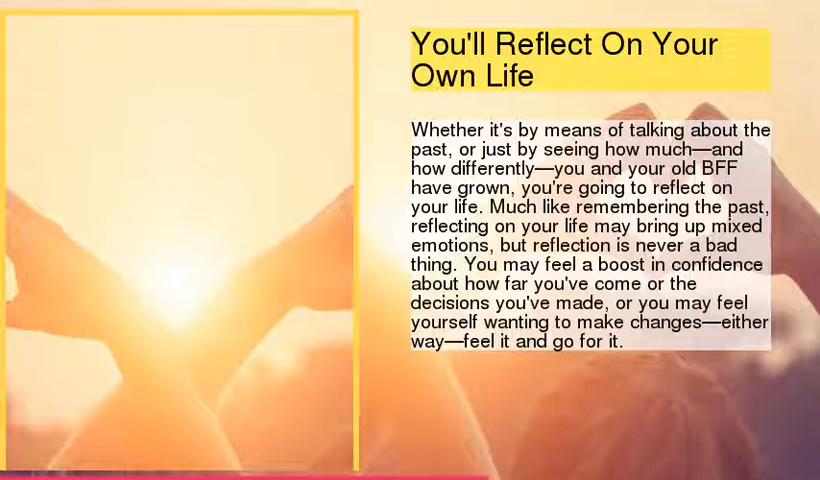 You'll Reflect On Your
Own Life
Whether it's by means of talking about the
past, or just by seeing how much—and
how differently—you and your old BFF
have grown, you're going to reflect on
your life. Much like remembering the past,
reflecting on your life may bring up mixed
emotions, but reflection is never a bad
thing. You may feel a boost in confidence
about how far you've come or the
decisions you've made, or you may feel
yourself wanting to make changes—either
way—feel it and go for it.